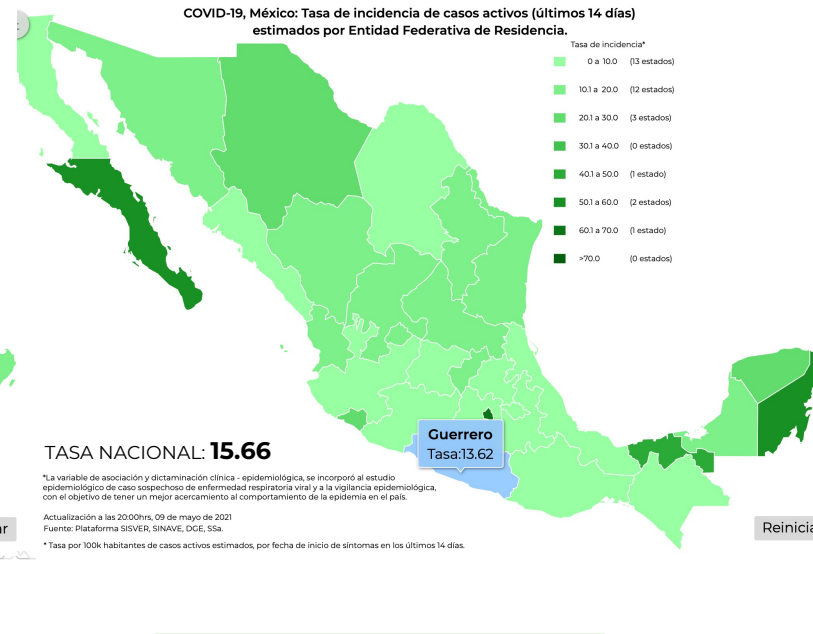 COVID-19, México: Tasa de incidencia de casos activos (últimos 14 días)
estimados por Entidad Federativa de Residencia.
Tasa de incidencia*
0 a 10.0 (13 estados)
10.1 a 20.0 (12 estados)
20.1 a 30.0 (3 estados)
30.1 a 40.0 (0 estados)
40.1 a 50.0 (1 estado)
50.1 a 60.0 (2 estados)
60.1 a 70.0 (1 estado)
>70.0 (0 estados)
Guerrero
Tasa:13.62
TASA NACIONAL: 15.66
*La variable de asociación y dictaminación clínica - epidemiológica, se incorporó al estudio
epidemiológico de caso sospechoso de enfermedad respiratoria viral y a la vigilancia epidemiológica,
con el objetivo de tener un mejor acercamiento al comportamiento de la epidemia en el país.
Actualización a las 20:00hrs, 09 de mayo de 2021
Fuente: Plataforma SISVER, SINAVE, DGE, SSa.
* Tasa por 100k habitantes de casos activos estimados, por fecha de inicio de síntomas en los últimos 14 días.
Reinicia